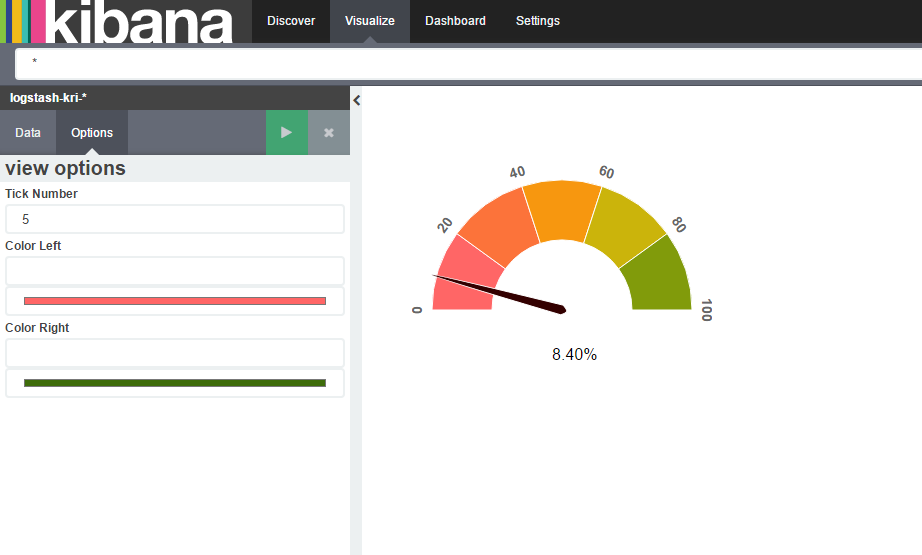 kibana
Discover Visualize Dashboard Settings
*
logstash-kri-*
Data Options
view options
Tick Number
5
Color Left
Color Right
0
20
40
60
80
100
8.40%